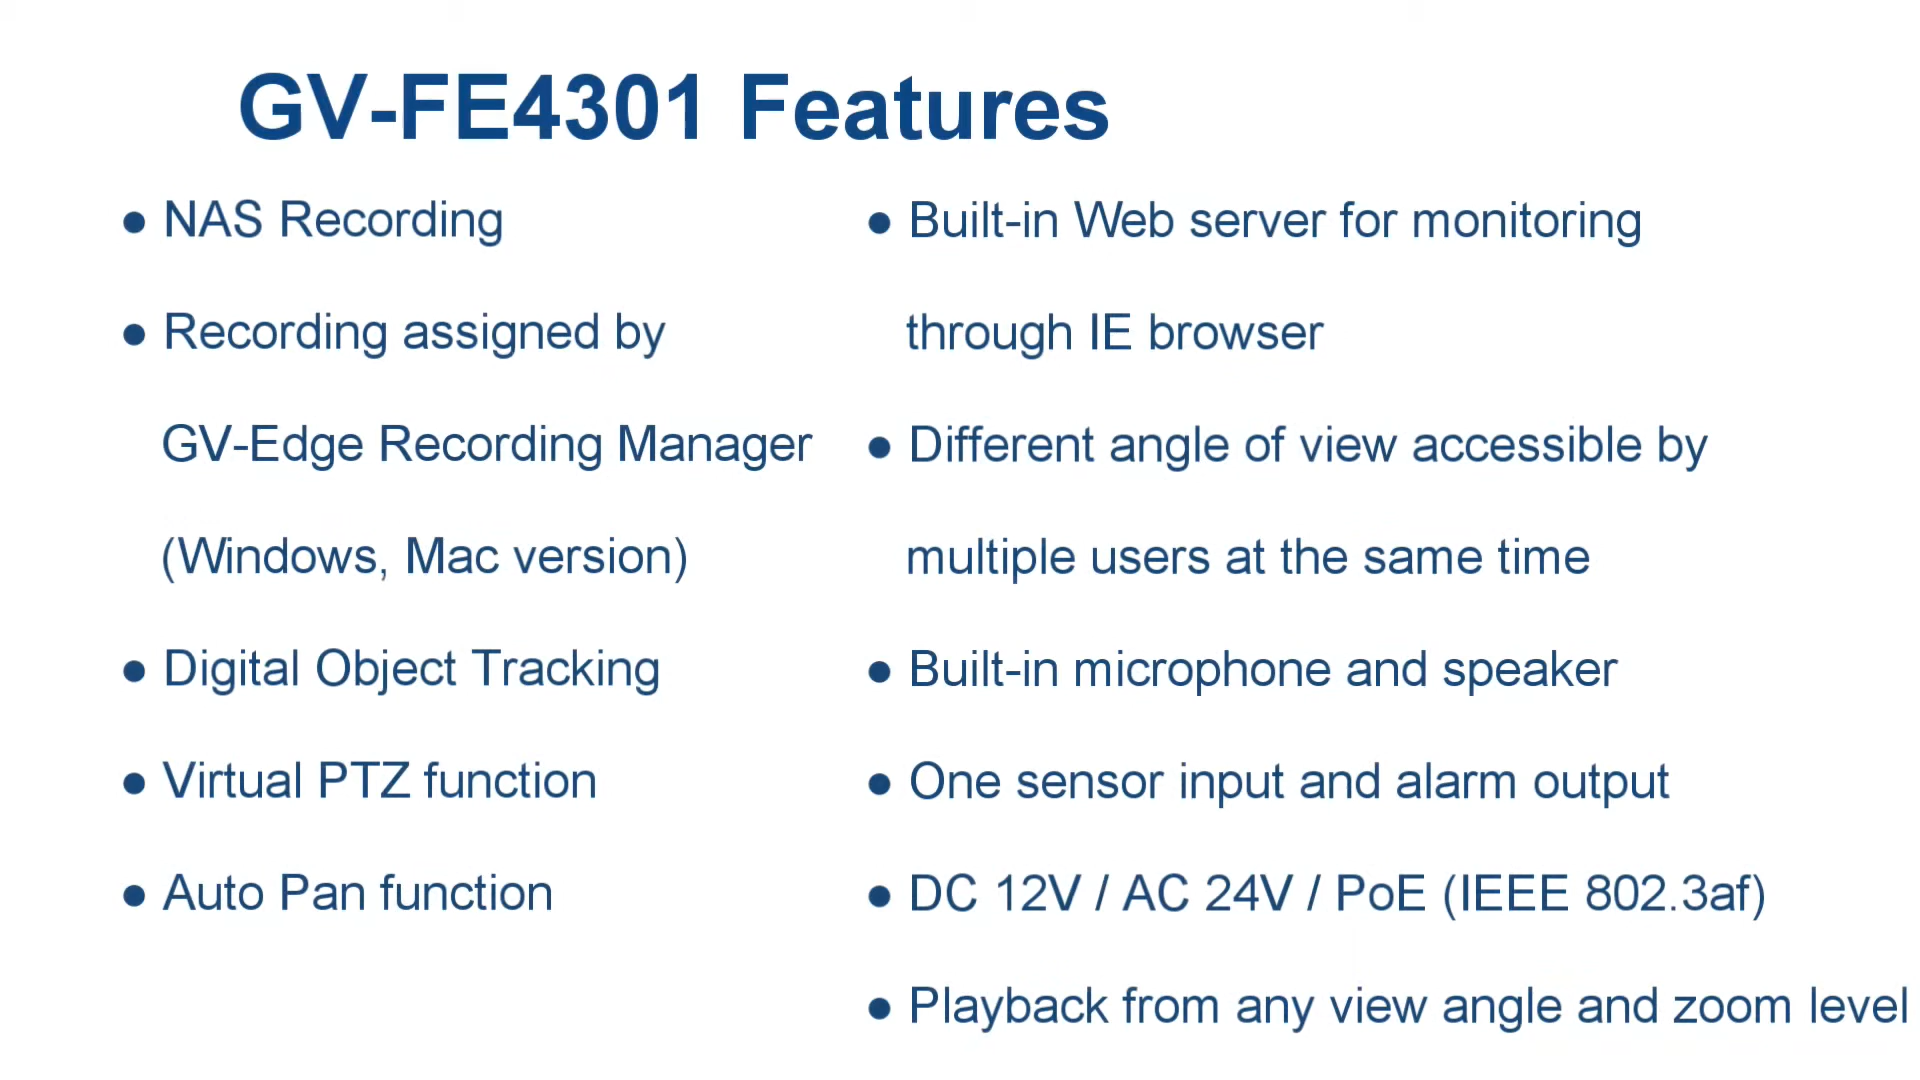 GV-FE4301 Features
● NAS Recording
● Recording assigned by
GV-Edge Recording Manager
(Windows, Mac version)
● Digital Object Tracking
● Virtual PTZ function
● Auto Pan function
● Built-in Web server for monitoring
through IE browser
● Different angle of view accessible by
multiple users at the same time
● Built-in microphone and speaker
● One sensor input and alarm output
● DC 12V / AC 24V / PoE (IEEE 802.3af)
● Playback from any view angle and zoom level